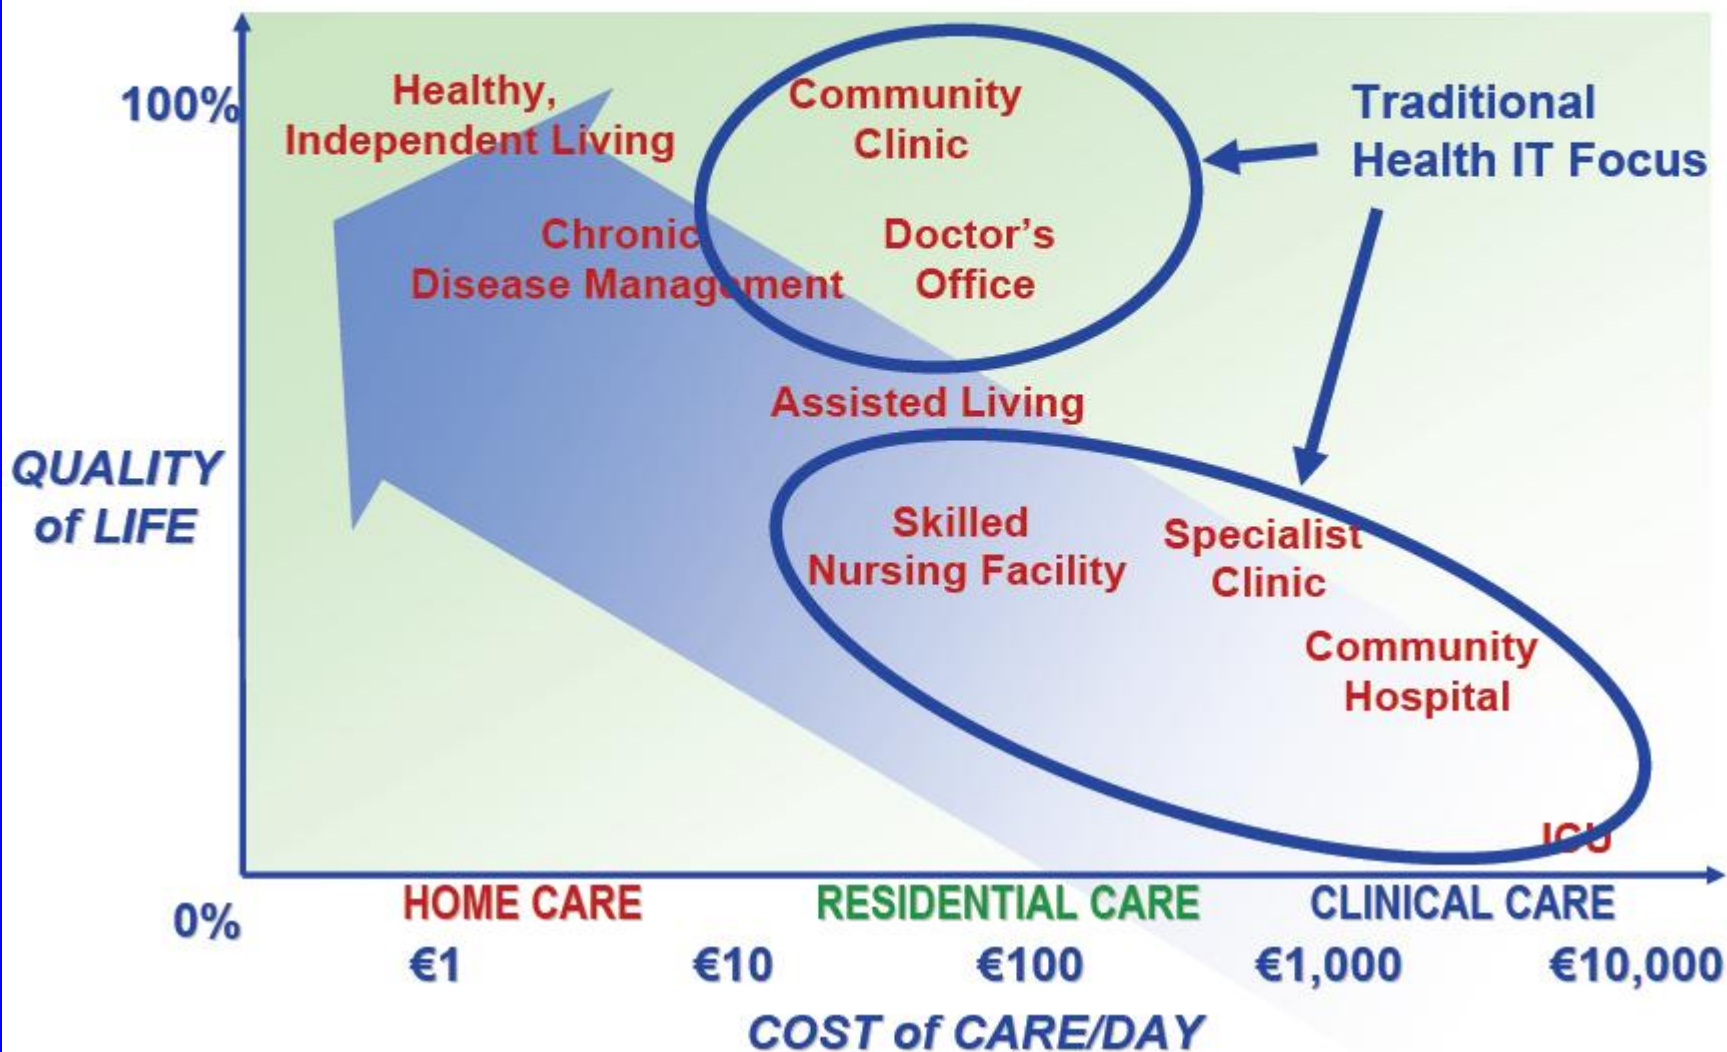 100%
Healthy,
Independent Living
Community
Clinic
Traditional
Health IT Focus
Chronic
Disease Management
Doctor’s
Office
Assisted Living
QUALITY
of LIFE
Skilled
Nursing Facility
Specialist
Clinic
Community
Hospital
ICU
0%
HOME CARE
RESIDENTIAL CARE
CLINICAL CARE
€1
€10
€100
€1,000
€10,000
COST of CARE/DAY